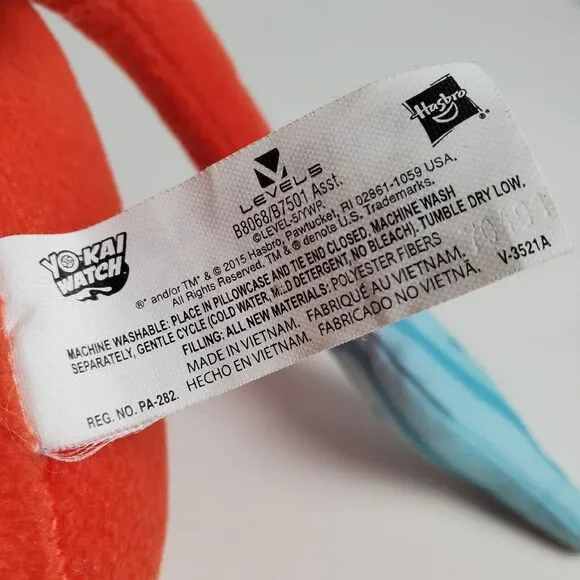 Hasbro
LEVEL5
B8068/B7501 Asst.
©LEVEL-5/YWP.
YO-KAI WATCH
®* and/or TM* & © 2015 Hasbro, Pawtucket, RI 02861-1059 USA.
All Rights Reserved. TM & ® denote U.S. Trademarks.
MACHINE WASHABLE: PLACE IN PILLOWCASE AND TIE END CLOSED, MACHINE WASH
SEPARATELY, GENTLE CYCLE (COLD WATER, MILD DETERGENT, NO BLEACH). TUMBLE DRY LOW.
FILLING: ALL NEW MATERIALS: POLYESTER FIBERS
MADE IN VIETNAM. FABRIQUÉ AU VIETNAM.
HECHO EN VIETNAM. FABRICADO NO VIETNÃ.
V-3521A
REG. NO. PA-282.